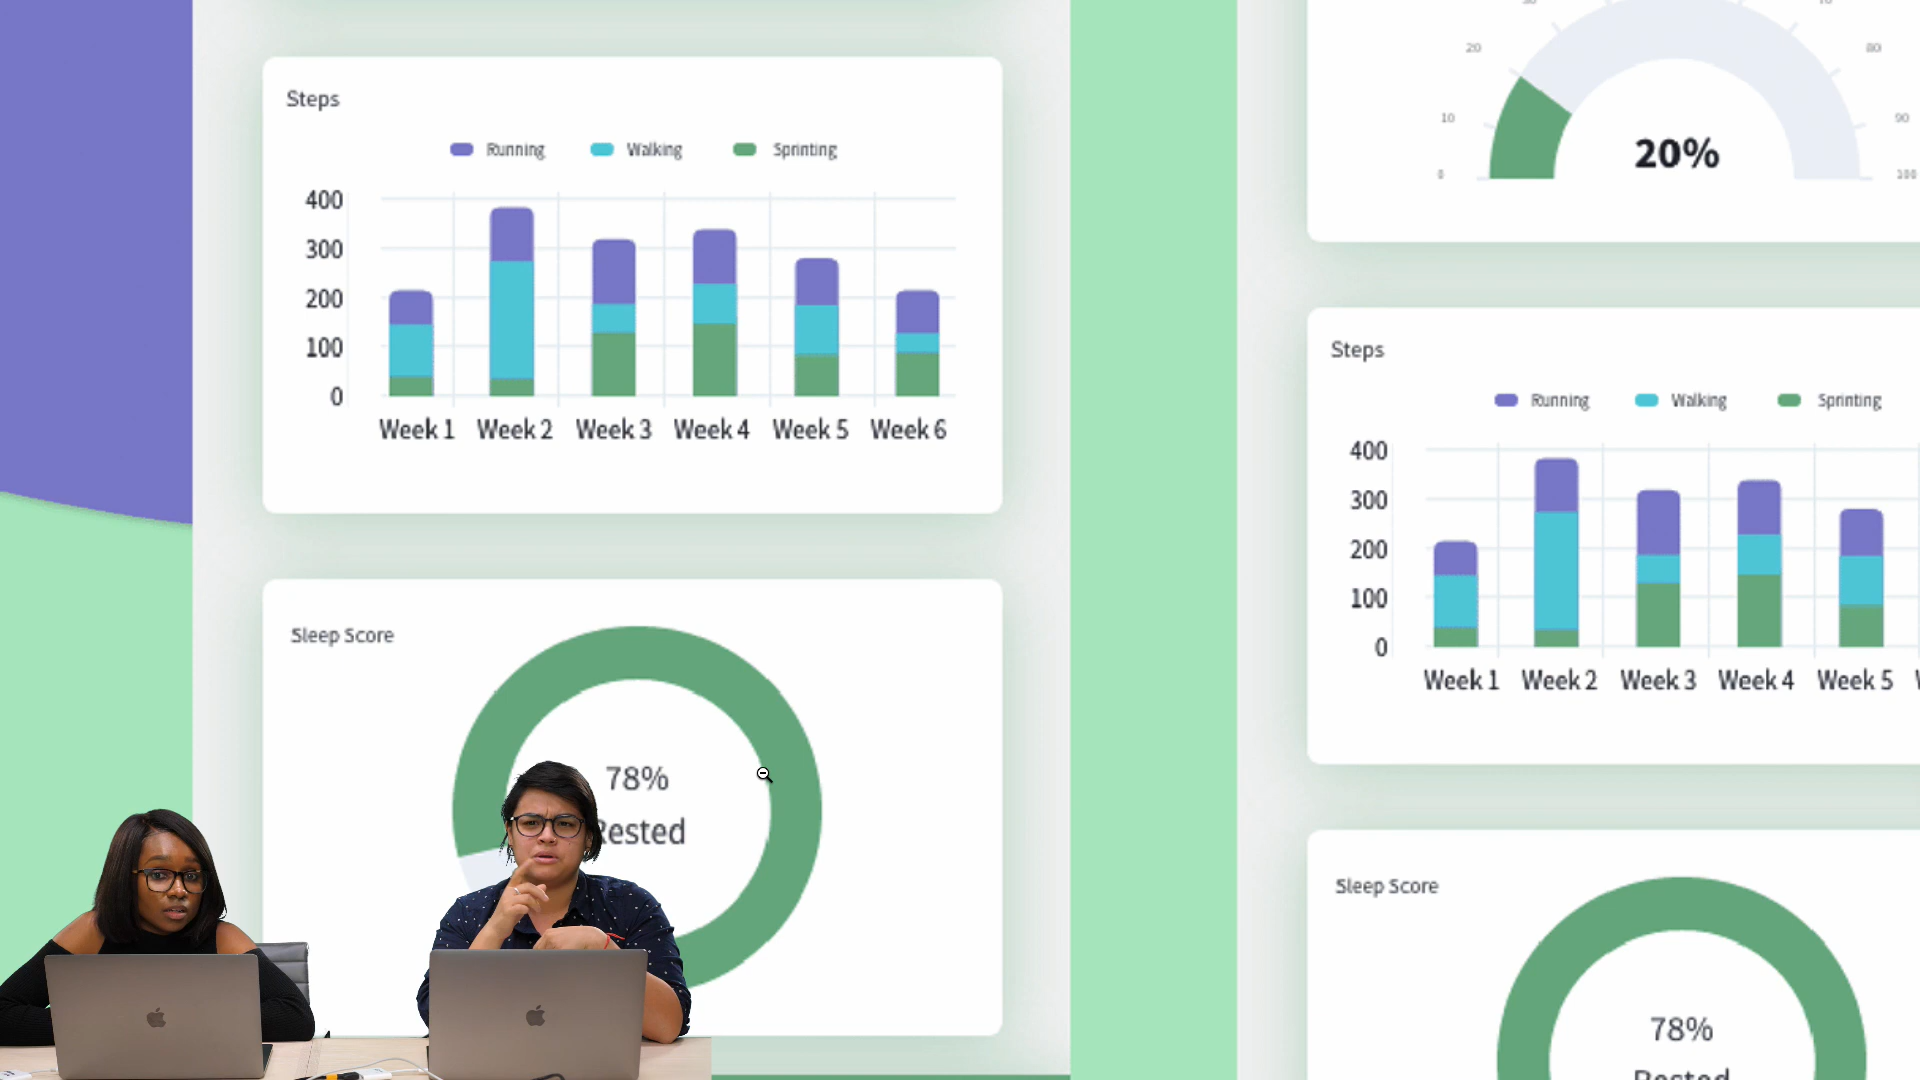 Steps
Running Walking Sprinting
400
300
200
100
0
Week 1 Week 2 Week 3 Week 4 Week 5 Week 6
Sleep Score
78%
Rested
20
80
10
90
0
100
20%
Steps
Running Walking Sprinting
400
300
200
100
0
Week 1 Week 2 Week 3 Week 4 Week 5
Sleep Score
78%
Rested